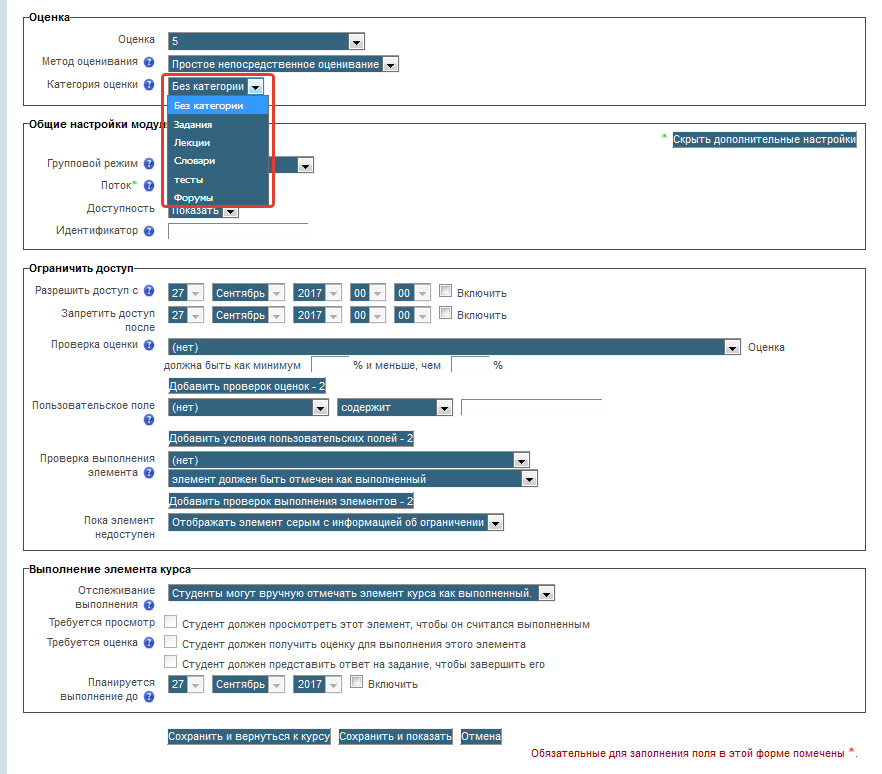 Оценка
Оценка 5
Метод оценивания Простое непосредственное оценивание
Категория оценки Без категории
Без категории
Задания
Лекции
Словари
тесты
Форумы
Общие настройки модул
* Скрыть дополнительные настройки
Групповой режим
Поток*
Доступность Показать
Идентификатор
Ограничить доступ
Разрешить доступ с 27 Сентябрь 2017 00 00 Включить
Запретить доступ 27 Сентябрь 2017 00 00 Включить
после
Проверка оценки (нет) Оценка
должна быть как минимум % и меньше, чем %
Добавить проверок оценок - 2
Пользовательское поле (нет) содержит
Добавить условия пользовательских полей - 2
Проверка выполнения (нет)
элемента элемент должен быть отмечен как выполненный
Добавить проверок выполнения элементов - 2
Пока элемент Отображать элемент серым с информацией об ограничении
недоступен
Выполнение элемента курса
Отслеживание Студенты могут вручную отмечать элемент курса как выполненный.
выполнения
Требуется просмотр Студент должен просмотреть этот элемент, чтобы он считался выполненным
Требуется оценка Студент должен получить оценку для выполнения этого элемента
Студент должен представить ответ на задание, чтобы завершить его
Планируется 27 Сентябрь 2017 Включить
выполнение до
Сохранить и вернуться к курсу Сохранить и показать Отмена
Обязательные для заполнения поля в этой форме помечены *.